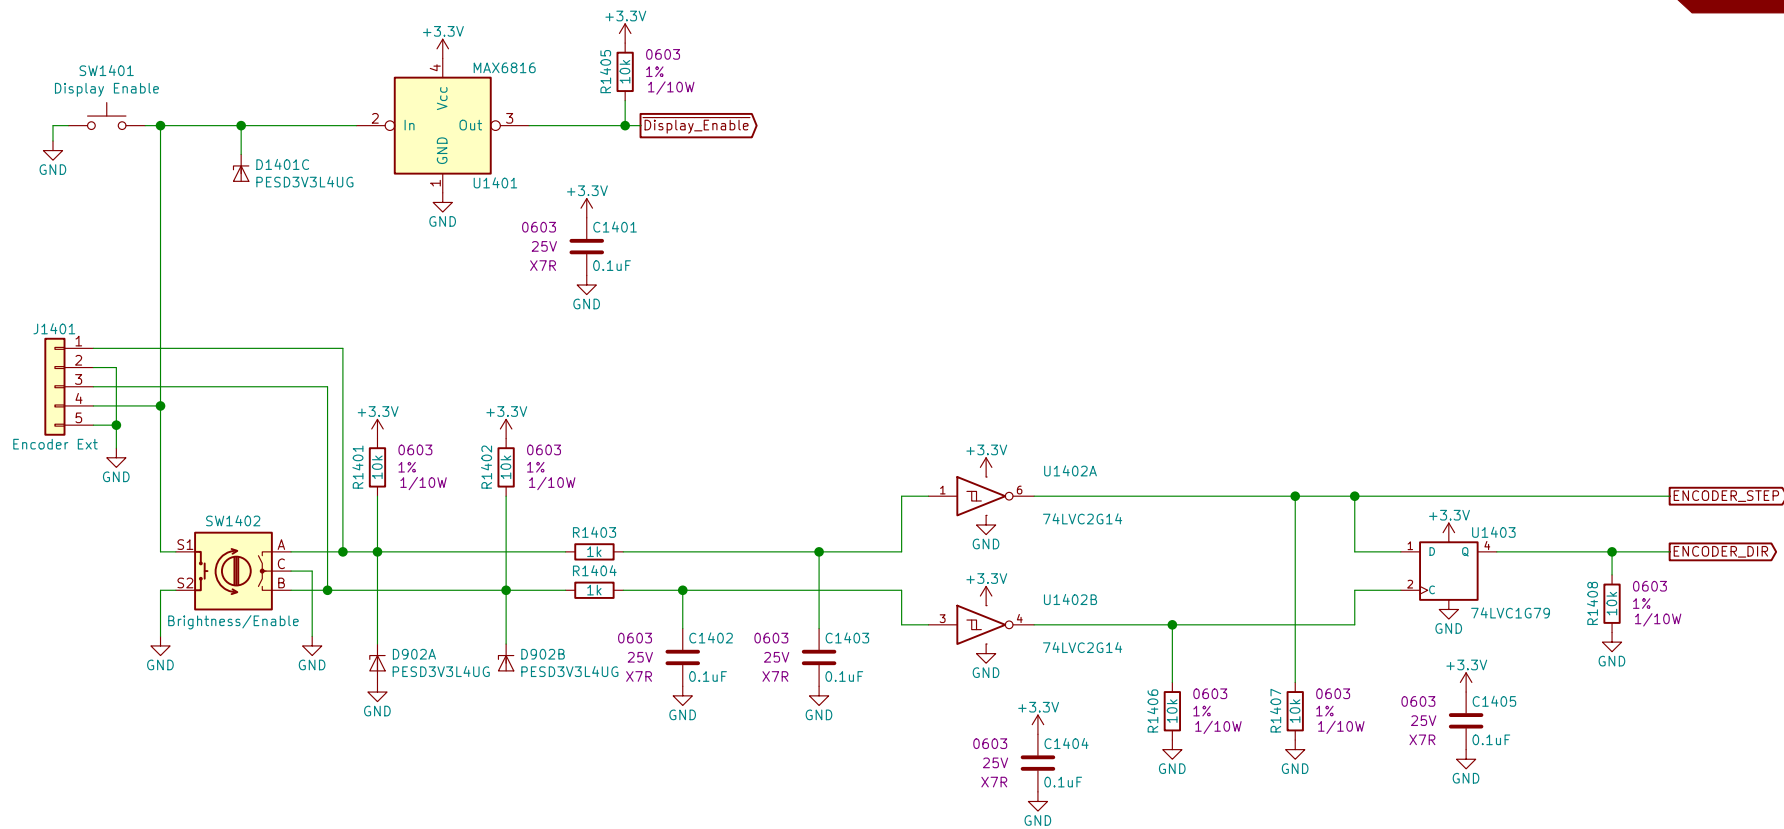 SW1401
Display Enable
GND
D1401C
PESD3V3L4UG
+3.3V
4
MAX6816
Vcc
2
In
Out
3
GND
1
U1401
GND
+3.3V
R1405
10k
0603
1%
1/10W
Display_Enable
+3.3V
0603
C1401
25V
X7R
0.1uF
GND
J1401
1
2
3
4
5
Encoder Ext
GND
SW1402
S1
A
C
S2
B
Brightness/Enable
GND
GND
+3.3V
R1401
10k
0603
1%
1/10W
+3.3V
R1402
10k
0603
1%
1/10W
R1403
1k
R1404
1k
D902A
PESD3V3L4UG
GND
D902B
PESD3V3L4UG
0603
C1402
25V
X7R
0.1uF
GND
0603
C1403
25V
X7R
0.1uF
GND
+3.3V
U1402A
1
6
74LVC2G14
GND
+3.3V
U1402B
3
4
74LVC2G14
GND
+3.3V
0603
C1404
25V
X7R
0.1uF
GND
R1406
10k
0603
1%
1/10W
GND
R1407
10k
0603
1%
1/10W
GND
ENCODER_STEP
+3.3V
U1403
1
D
Q
4
2
C
74LVC1G79
GND
ENCODER_DIR
R1408
10k
0603
1%
1/10W
GND
+3.3V
0603
C1405
25V
X7R
0.1uF
GND